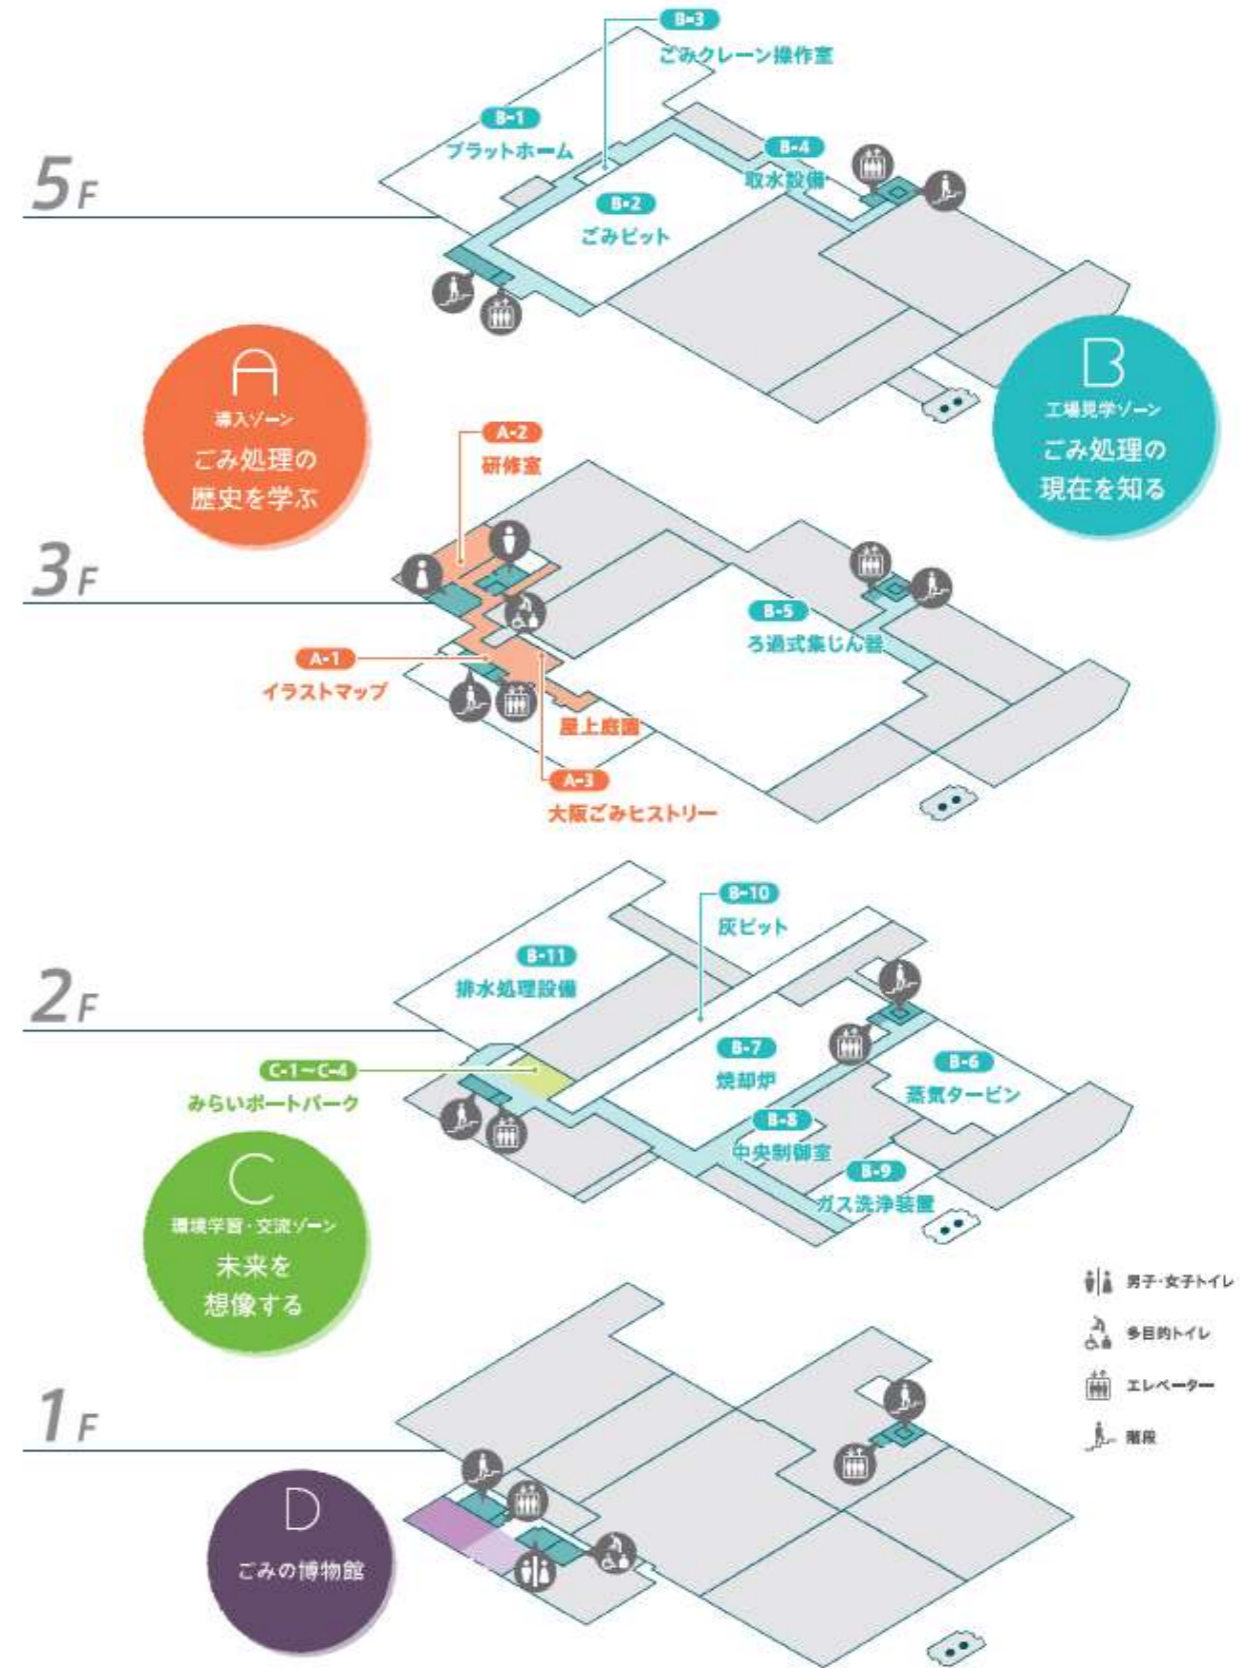 5F
B-3
ごみクレーン操作室
B-1
プラットホーム
B-4
取水設備
B-2
ごみピット
A
導入ゾーン
ごみ処理の
歴史を学ぶ
B
工場見学ゾーン
ごみ処理の
現在を知る
3F
A-2
研修室
B-5
ろ過式集じん器
A-1
イラストマップ
屋上庭園
A-3
大阪ごみヒストリー
2F
B-10
灰ピット
B-11
排水処理設備
B-7
焼却炉
B-6
蒸気タービン
C-1～C-4
みらいポートパーク
B-8
中央制御室
B-9
ガス洗浄装置
C
環境学習・交流ゾーン
未来を
想像する
男子・女子トイレ
多目的トイレ
エレベーター
階段
1F
D
ごみの博物館